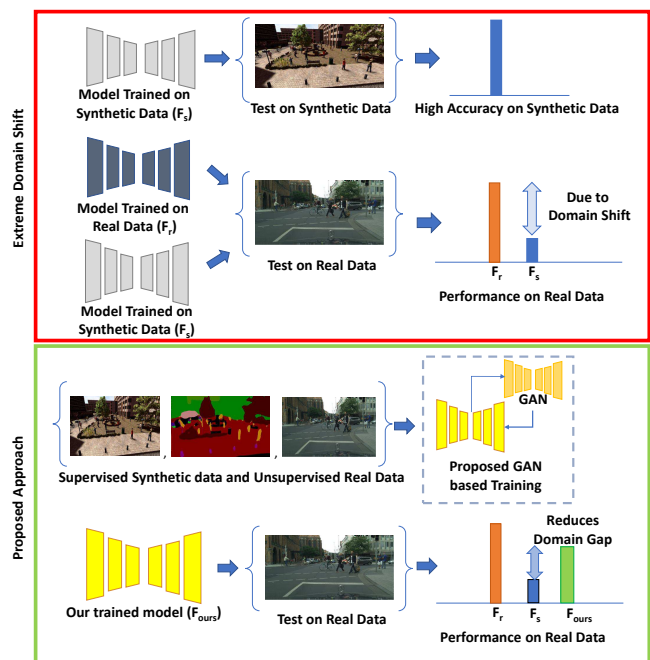 Extreme Domain Shift
Model Trained on
Synthetic Data (Fs)
Test on Synthetic Data
High Accuracy on Synthetic Data
Model Trained on
Real Data (Fr)
Model Trained on
Synthetic Data (Fs)
Test on Real Data
Due to
Domain Shift
Fr
Fs
Performance on Real Data
Proposed Approach
,
,
Supervised Synthetic data and Unsupervised Real Data
GAN
Proposed GAN
based Training
Our trained model (Fours)
Test on Real Data
Reduces
Domain Gap
Fr
Fs
Fours
Performance on Real Data